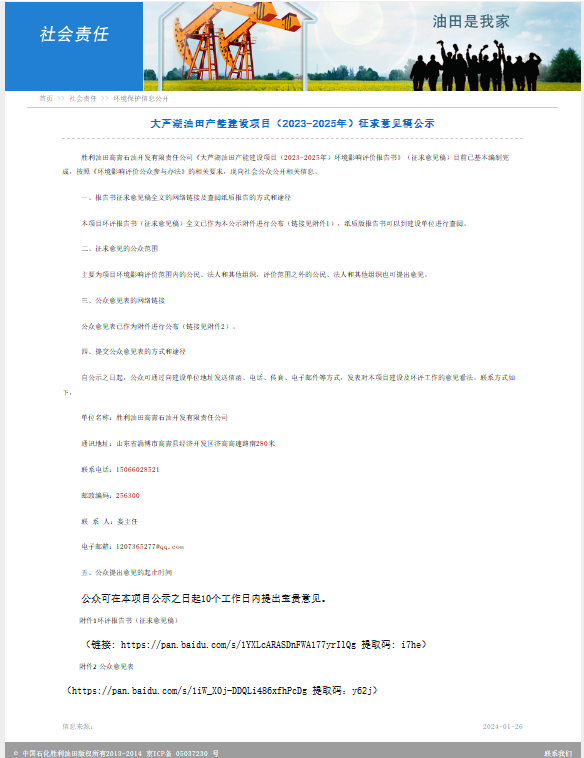 社会责任
油田是我家
首页 >> 社会责任 >> 环境保护信息公开
大芦湖油田产能建设项目（2023-2025年）征求意见稿公示
胜利油田高青石油开发有限责任公司《大芦湖油田产能建设项目（2023-2025年）环境影响评价报告书》（征求意见稿）目前已基本编制完
成，按照《环境影响评价公众参与办法》的相关要求，现向社会公众公开相关信息。
一、报告书征求意见稿全文的网络链接及查阅纸质报告的方式和途径
本项目环评报告书（征求意见稿）全文已作为本公示附件进行公布（链接见附件1），纸质版报告书可以到建设单位进行查阅。
二、征求意见的公众范围
主要为项目环境影响评价范围内的公民、法人和其他组织，评价范围之外的公民、法人和其他组织也可提出意见。
三、公众意见表的网络链接
公众意见表已作为附件进行公布（链接见附件2）。
四、提交公众意见表的方式和途径
自公示之日起，公众可通过向建设单位地址发送信函、电话、传真、电子邮件等方式，发表对本项目建设及环评工作的意见看法。联系方式如
下：
单位名称：胜利油田高青石油开发有限责任公司
通讯地址：山东省淄博市高青县经济开发区济高高速路南280米
联系电话：15066028521
邮政编码：256300
联 系 人：娄主任
电子邮箱：1207365277@qq.com
五、公众提出意见的起止时间
公众可在本项目公示之日起10个工作日内提出宝贵意见。
附件1环评报告书（征求意见稿）
（链接：https://pan.baidu.com/s/1YXLcARASDnFWA177yrIlQg 提取码：i7he）
附件2 公众意见表
（https://pan.baidu.com/s/1iW_X0j-DDQLi486xfhPcDg 提取码：y62j）
信息来源： 2024-01-26
© 中国石化胜利油田版权所有2013-2014 京ICP备 05037230 号 联系我们